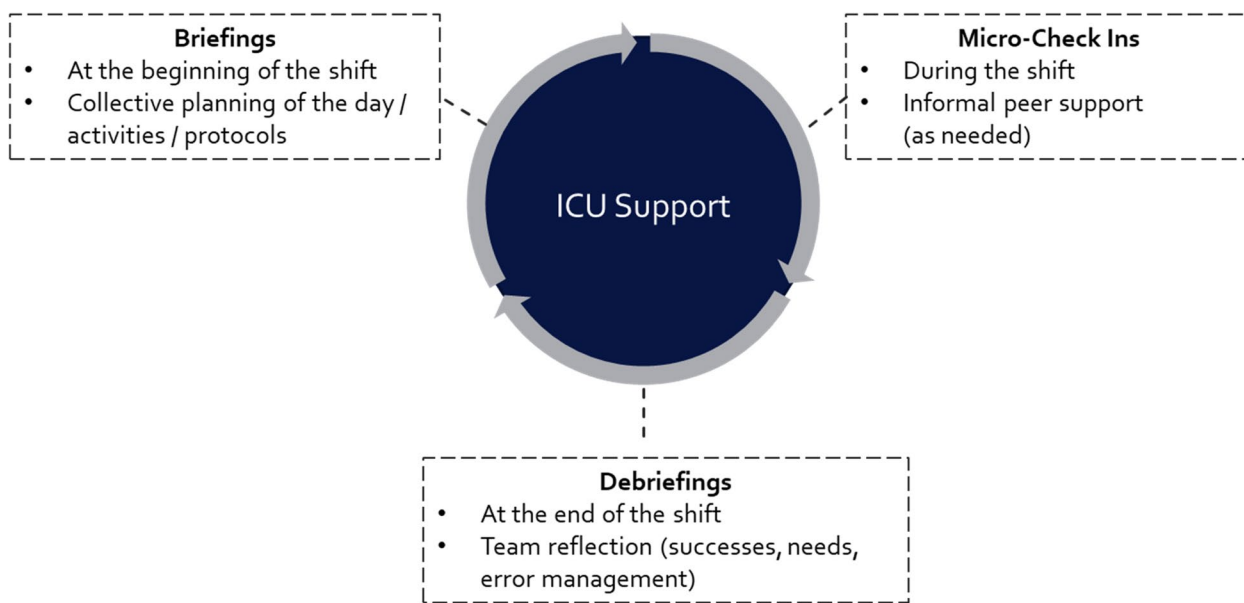 Briefings
• At the beginning of the shift
• Collective planning of the day /
activities / protocols
Micro-Check Ins
• During the shift
• Informal peer support
(as needed)
ICU Support
Debriefings
• At the end of the shift
• Team reflection (successes, needs,
error management)